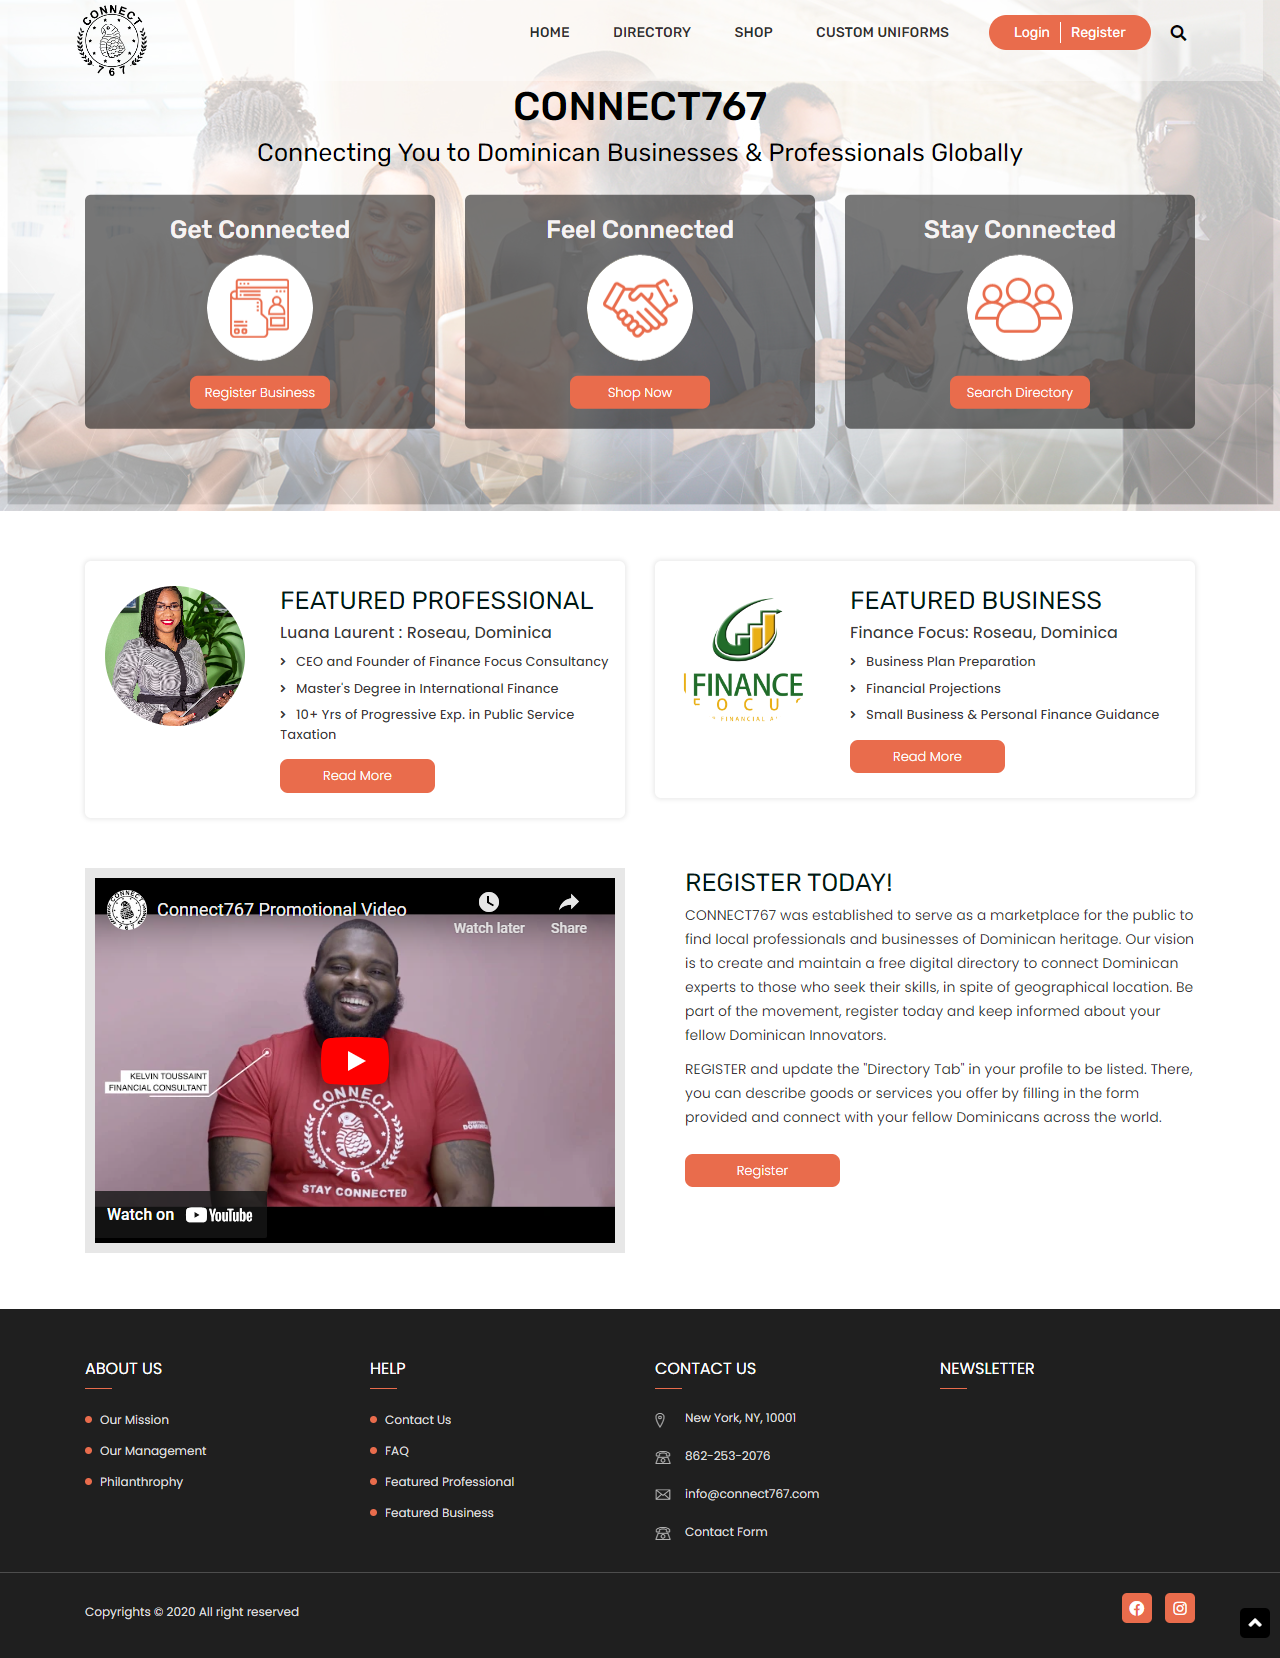 CONNECT
767
HOME
DIRECTORY
SHOP
CUSTOM UNIFORMS
Login
Register
CONNECT767
Connecting You to Dominican Businesses & Professionals Globally
Get Connected
Register Business
Feel Connected
Shop Now
Stay Connected
Search Directory
FEATURED PROFESSIONAL
Luana Laurent : Roseau, Dominica
CEO and Founder of Finance Focus Consultancy
Master's Degree in International Finance
10+ Yrs of Progressive Exp. in Public Service
Taxation
Read More
FINANCE
FOCUS
FINANCIAL
FEATURED BUSINESS
Finance Focus: Roseau, Dominica
Business Plan Preparation
Financial Projections
Small Business & Personal Finance Guidance
Read More
CONNECT
767
Connect767 Promotional Video
Watch later
Share
KELVIN TOUSSAINT
FINANCIAL CONSULTANT
CONNECT
767
STAY CONNECTED
Watch on YouTube
REGISTER TODAY!
CONNECT767 was established to serve as a marketplace for the public to
find local professionals and businesses of Dominican heritage. Our vision
is to create and maintain a free digital directory to connect Dominican
experts to those who seek their skills, in spite of geographical location. Be
part of the movement, register today and keep informed about your
fellow Dominican Innovators.
REGISTER and update the "Directory Tab" in your profile to be listed. There,
you can describe goods or services you offer by filling in the form
provided and connect with your fellow Dominicans across the world.
Register
ABOUT US
Our Mission
Our Management
Philanthrophy
HELP
Contact Us
FAQ
Featured Professional
Featured Business
CONTACT US
New York, NY, 10001
862-253-2076
info@connect767.com
Contact Form
NEWSLETTER
Copyrights © 2020 All right reserved